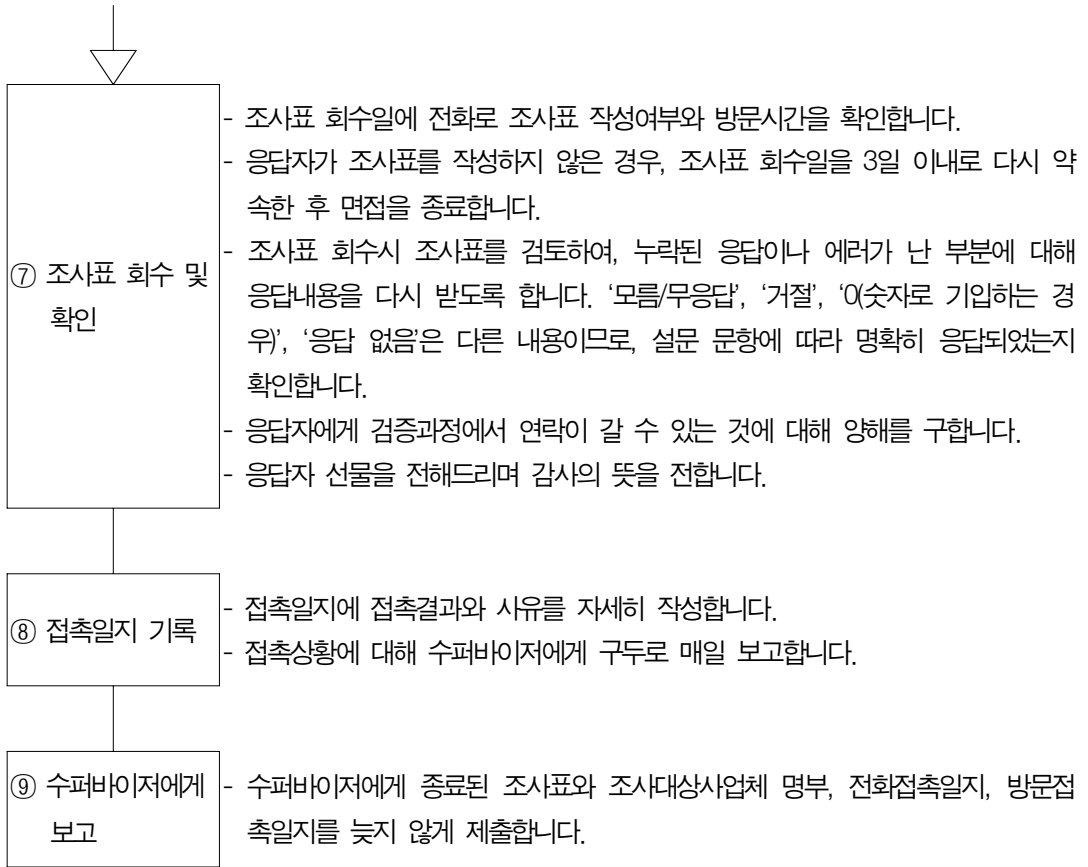 - 조사표 회수일에 전화로 조사표 작성여부와 방문시간을 확인합니다.
- 응답자가 조사표를 작성하지 않은 경우, 조사표 회수일을 3일 이내로 다시 약
속한 후 면접을 종료합니다.
⑦ 조사표 회수 및
확인
- 조사표 회수시 조사표를 검토하여, 누락된 응답이나 에러가 난 부분에 대해
응답내용을 다시 받도록 합니다. ‘모름/무응답’, ‘거절’, ‘0(숫자로 기입하는 경
우)’, ‘응답 없음’은 다른 내용이므로, 설문 문항에 따라 명확히 응답되었는지
확인합니다.
- 응답자에게 검증과정에서 연락이 갈 수 있는 것에 대해 양해를 구합니다.
- 응답자 선물을 전해드리며 감사의 뜻을 전합니다.
⑧ 접촉일지 기록
- 접촉일지에 접촉결과와 사유를 자세히 작성합니다.
- 접촉상황에 대해 수퍼바이저에게 구두로 매일 보고합니다.
⑨ 수퍼바이저에게
보고
- 수퍼바이저에게 종료된 조사표와 조사대상사업체 명부, 전화접촉일지, 방문접
촉일지를 늦지 않게 제출합니다.